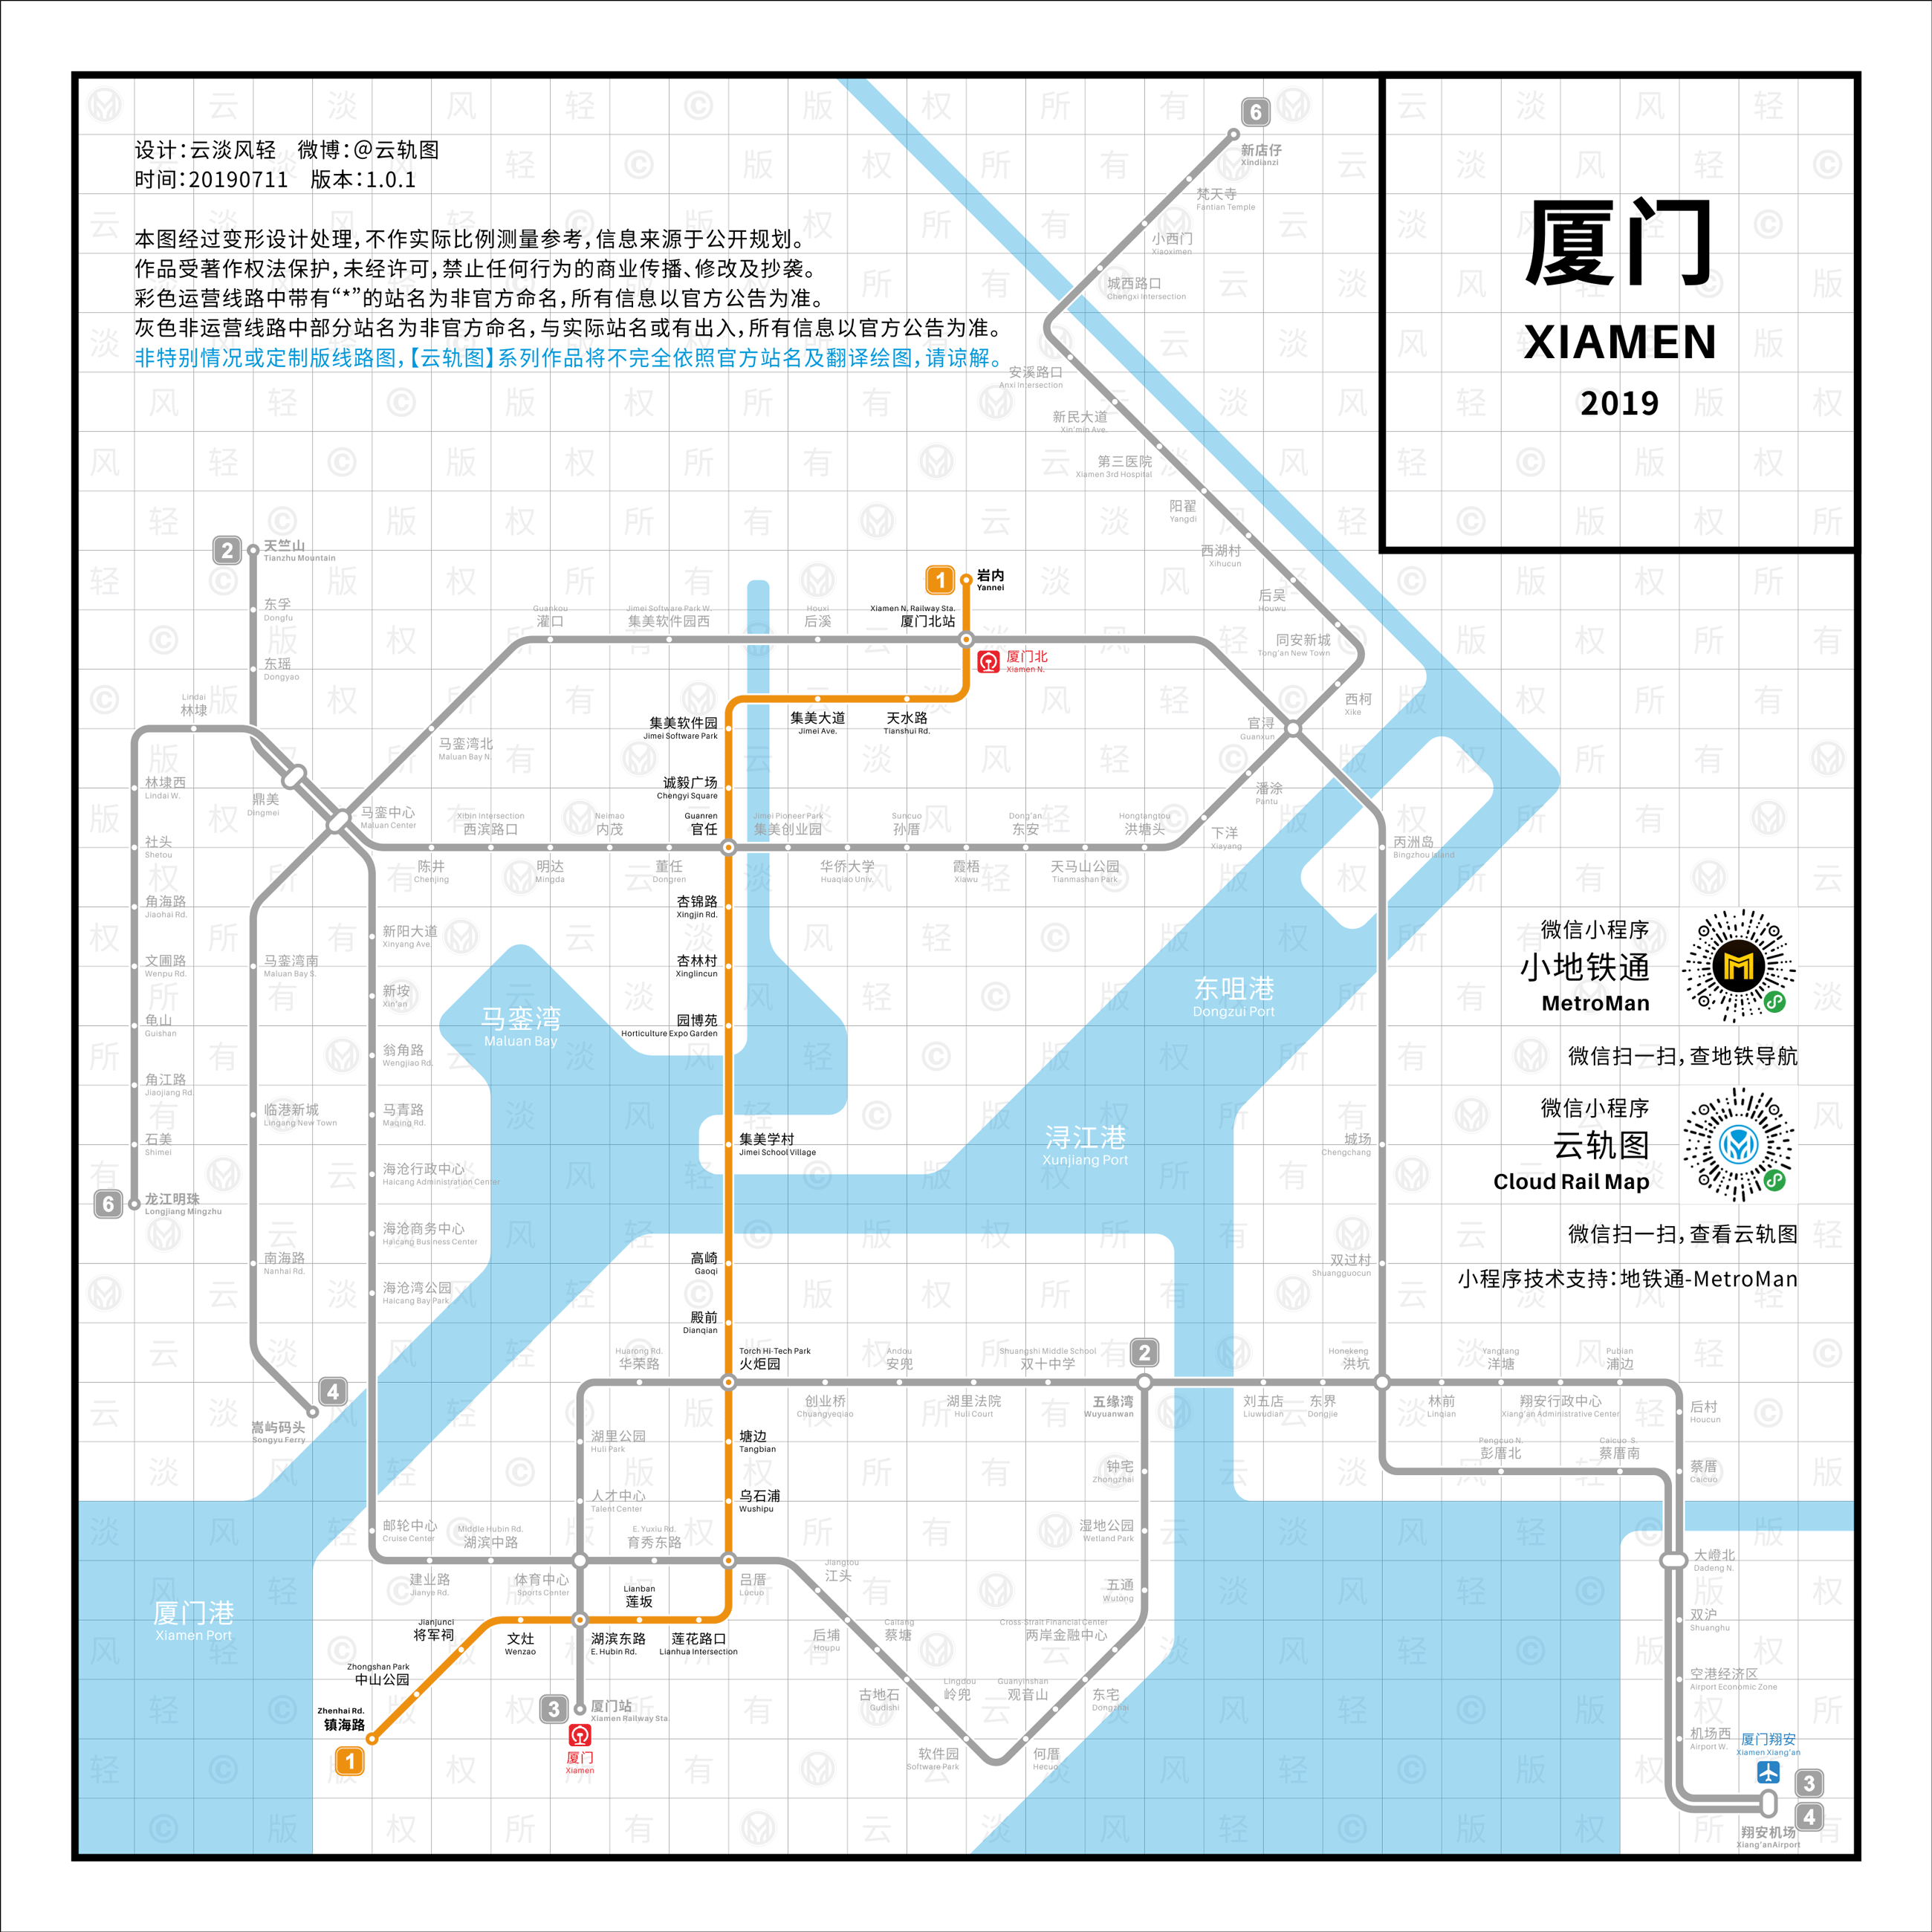 设计：云淡风轻　微博：@云轨图
时间：20190711　版本：1.0.1
本图经过变形设计处理，不作实际比例测量参考，信息来源于公开规划。
作品受著作权法保护，未经许可，禁止任何行为的商业传播、修改及抄袭。
彩色运营线路中带有“*”的站名为非官方命名，所有信息以官方公告为准。
灰色非运营线路中部分站名为非官方命名，与实际站名或有出入，所有信息以官方公告为准。
非特别情况或定制版线路图，【云轨图】系列作品将不完全依照官方站名及翻译绘图，请谅解。
厦门
XIAMEN
2019
6
新店仔
Xindianzi
梵天寺
Fantian Temple
小西门
Xiaoximen
城西路口
Chengxi Intersection
安溪路口
Anxi Intersection
新民大道
Xin'min Ave.
第三医院
Xiamen 3rd Hospital
阳翟
Yangdi
西湖村
Xihucun
后吴
Houwu
同安新城
Tong'an New Town
西柯
Xike
官浔
Guanxun
潘涂
Pantu
下洋
Xiayang
2
天竺山
Tianzhu Mountain
东孚
Dongfu
东瑶
Dongyao
Lindai
林埭
林埭西
Lindai W.
社头
Shetou
角海路
Jiaohai Rd.
文圃路
Wenpu Rd.
龟山
Guishan
角江路
Jiaojiang Rd.
石美
Shimei
6
龙江明珠
Longjiang Mingzhu
鼎美
Dingmei
马銮中心
Maluan Center
马銮湾北
Maluan Bay N.
Guankou
灌口
Jimei Software Park W.
集美软件园西
Houxi
后溪
Xiamen N. Railway Sta.
厦门北站
1
岩内
Yannei
厦门北
Xiamen N.
集美软件园
Jimei Software Park
集美大道
Jimei Ave.
天水路
Tianshui Rd.
诚毅广场
Chengyi Square
Guanren
官任
陈井
Chenjing
Xibin Intersection
西滨路口
明达
Mingda
Neimao
内茂
董任
Dongren
Jimei Pioneer Park
集美创业园
华侨大学
Huaqiao Univ.
Suncuo
孙厝
霞梧
Xiawu
Dong'an
东安
天马山公园
Tianmashan Park
Hongtangtou
洪塘头
丙洲岛
Bingzhou Island
杏锦路
Xingjin Rd.
杏林村
Xinglincun
园博苑
Horticulture Expo Garden
集美学村
Jimei School Village
高崎
Gaoqi
殿前
Dianqian
Torch Hi-Tech Park
火炬园
塘边
Tangbian
乌石浦
Wushipu
吕厝
Lücuo
新阳大道
Xinyang Ave.
新垵
Xin'an
翁角路
Wengjiao Rd.
马青路
Maqing Rd.
海沧行政中心
Haicang Administration Center
海沧商务中心
Haicang Business Center
海沧湾公园
Haicang Bay Park
马銮湾南
Maluan Bay S.
临港新城
Lingang New Town
南海路
Nanhai Rd.
4
嵩屿码头
Songyu Ferry
马銮湾
Maluan Bay
东咀港
Dongzui Port
浔江港
Xunjiang Port
厦门港
Xiamen Port
微信小程序
小地铁通
MetroMan
微信扫一扫，查地铁导航
微信小程序
云轨图
Cloud Rail Map
微信扫一扫，查看云轨图
小程序技术支持：地铁通-MetroMan
城场
Chengchang
双过村
Shuangguocun
Huarong Rd.
华荣路
创业桥
Chuangyeqiao
Andou
安兜
湖里法院
Huli Court
Shuangshi Middle School
双十中学
2
五缘湾
Wuyuanwan
刘五店
Liuwudian
东界
Dongjie
Hongkeng
洪坑
林前
Linqian
Yangtang
洋塘
翔安行政中心
Xiang'an Administrative Center
Pubian
浦边
后村
Houcun
蔡厝
Caicuo
Pengcuo N.
彭厝北
Caicuo S.
蔡厝南
大嶝北
Dadeng N.
双沪
Shuanghu
空港经济区
Airport Economic Zone
机场西
Airport W.
厦门翔安
Xiamen Xiang'an
3
4
翔安机场
Xiang'anAirport
湖里公园
Huli Park
人才中心
Talent Center
邮轮中心
Cruise Center
建业路
Jianye Rd.
Middle Hubin Rd.
湖滨中路
体育中心
Sports Center
E. Yuxiu Rd.
育秀东路
Jiangtou
江头
后埔
Houpu
Caitang
蔡塘
古地石
Gudishi
Lingdou
岭兜
软件园
Software Park
何厝
Hecuo
Guanyinshan
观音山
东宅
Dongzhai
Cross-Strait Financial Center
两岸金融中心
五通
Wutong
湿地公园
Wetland Park
钟宅
Zhongzhai
Lianban
莲坂
莲花路口
Lianhua Intersection
湖滨东路
E. Hubin Rd.
文灶
Wenzao
Jianjunci
将军祠
Zhongshan Park
中山公园
Zhenhai Rd.
镇海路
1
3
厦门站
Xiamen Railway Sta.
厦门
Xiamen